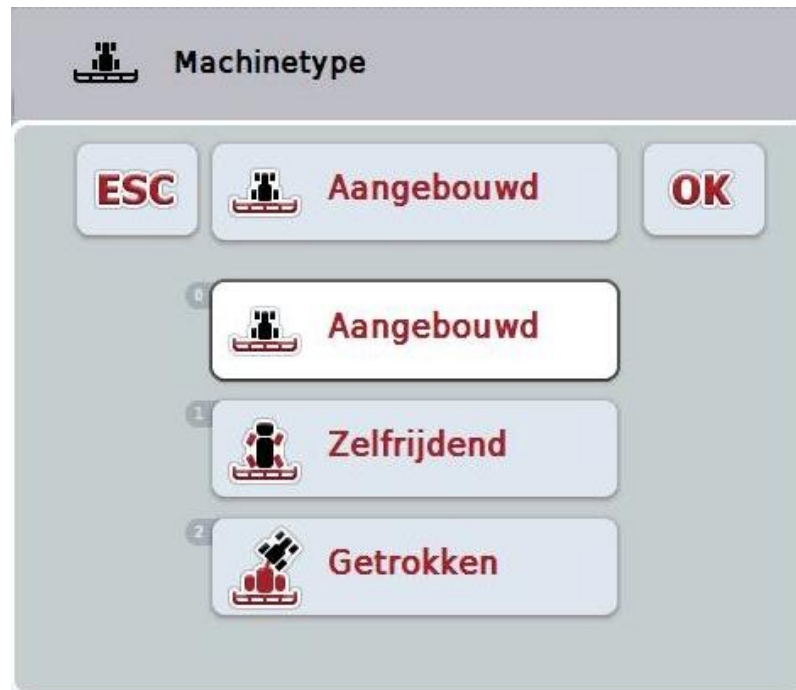 Machinetype
ESC Aangebouwd OK
0 Aangebouwd
1 Zelfrijdend
2 Getrokken